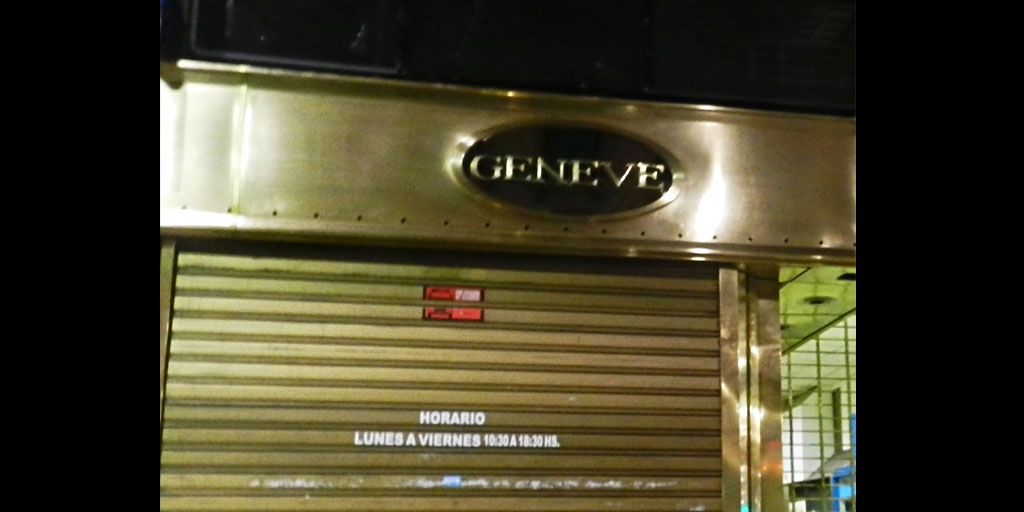 GENEVE
HORARIO
LUNES A VIERNES 10:30 A 18:30 HS.